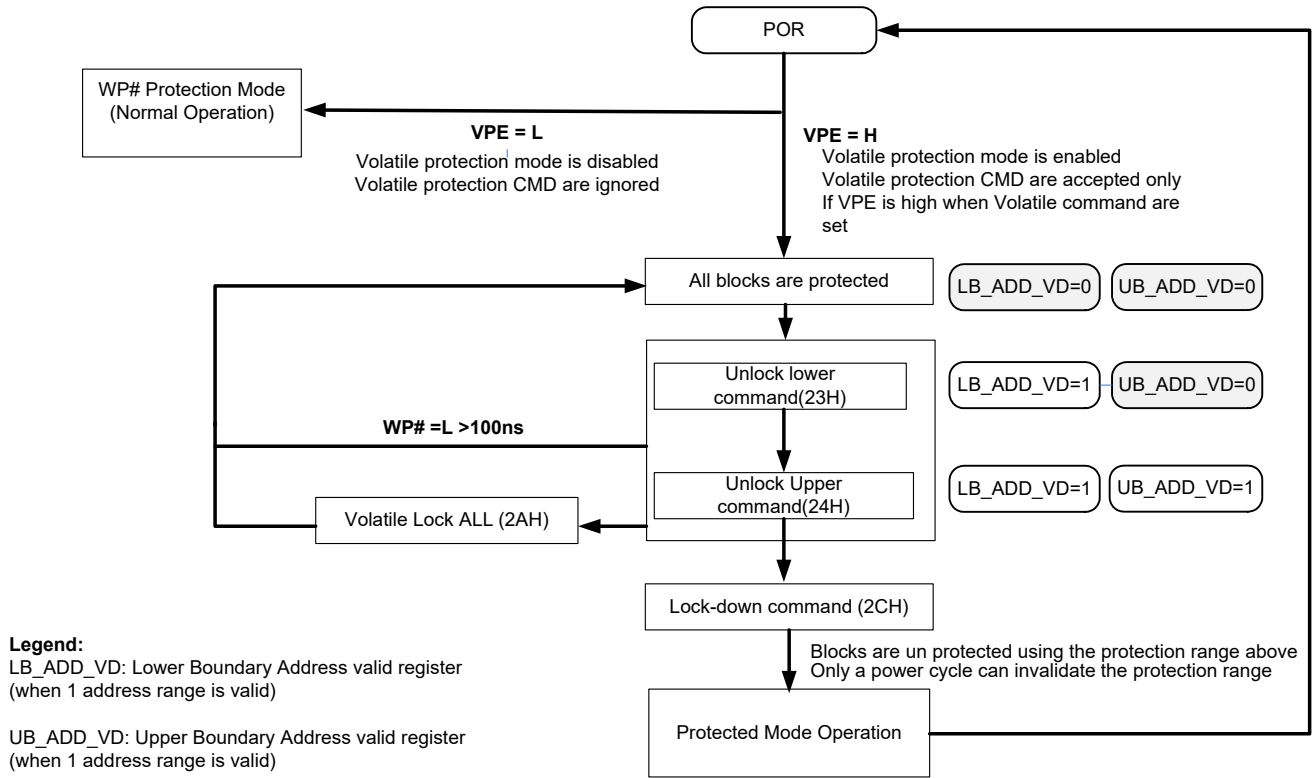 POR
WP# Protection Mode
(Normal Operation)
VPE = L
Volatile protection mode is disabled
Volatile protection CMD are ignored
VPE = H
Volatile protection mode is enabled
Volatile protection CMD are accepted only
If VPE is high when Volatile command are
set
All blocks are protected
LB_ADD_VD=0
UB_ADD_VD=0
Unlock lower
command(23H)
LB_ADD_VD=1
UB_ADD_VD=0
WP# =L >100ns
Unlock Upper
command(24H)
LB_ADD_VD=1
UB_ADD_VD=1
Volatile Lock ALL (2AH)
Lock-down command (2CH)
Blocks are un protected using the protection range above
Only a power cycle can invalidate the protection range
Protected Mode Operation
Legend:
LB_ADD_VD: Lower Boundary Address valid register
(when 1 address range is valid)
UB_ADD_VD: Upper Boundary Address valid register
(when 1 address range is valid)